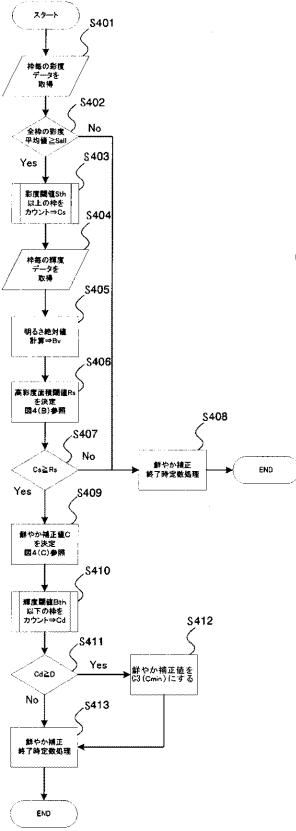 スタート
S401
枠毎の彩度
データを
取得
S402
全枠の彩度
平均値≧Sall
No
Yes
S403
彩度閾値Sth
以上の枠を
カウント⇒Cs
S404
枠毎の輝度
データを
取得
S405
明るさ絶対値
計算⇒Bv
S406
高彩度面積閾値Rs
を決定
図4(B)参照
S407
Cs≧Rs
No
Yes
S408
鮮やか補正
終了時定数処理
END
S409
鮮やか補正値C
を決定
図4(C)参照
S410
輝度閾値Bth
以下の枠を
カウント⇒Cd
S411
Cd≧D
Yes
No
S412
鮮やか補正値を
C3(Cmin)にする
S413
鮮やか補正
終了時定数処理
END